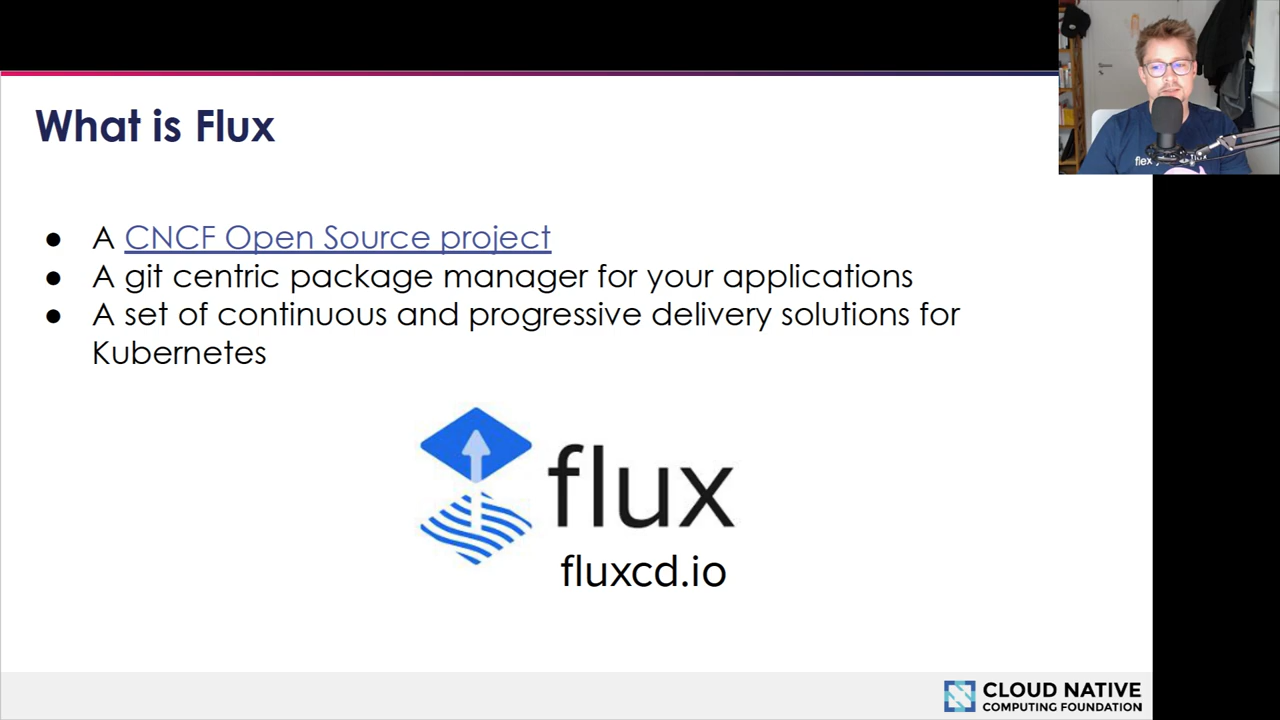 What is Flux
● A CNCF Open Source project
● A git centric package manager for your applications
● A set of continuous and progressive delivery solutions for
Kubernetes
flux
fluxcd.io
CLOUD NATIVE
COMPUTING FOUNDATION